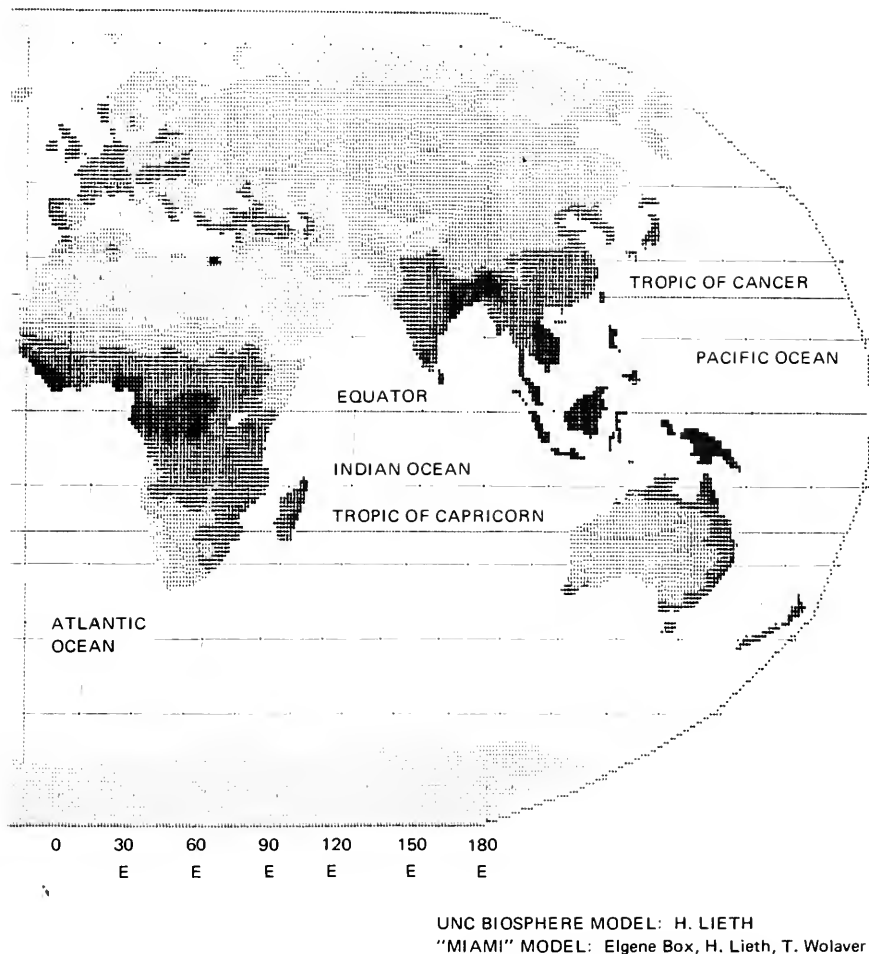 TROPIC OF CANCER
PACIFIC OCEAN
EQUATOR
INDIAN OCEAN
TROPIC OF CAPRICORN
ATLANTIC
OCEAN
0 30 60 90 120 150 180
E E E E E E
UNC BIOSPHERE MODEL: H. LIETH
"MIAMI" MODEL: Elgene Box, H. Lieth, T. Wolaver